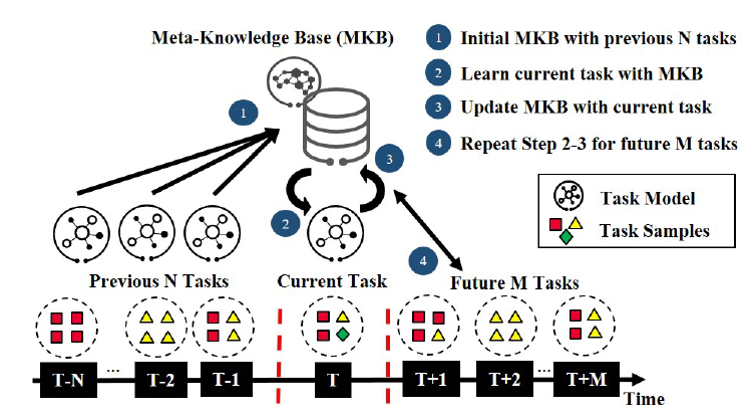 Meta-Knowledge Base (MKB)
1 Initial MKB with previous N tasks
2 Learn current task with MKB
3 Update MKB with current task
4 Repeat Step 2-3 for future M tasks
1
3
2
4
Task Model
Task Samples
Previous N Tasks
Current Task
Future M Tasks
T-N ... T-2 T-1 T T+1 T+2 ... T+M
Time